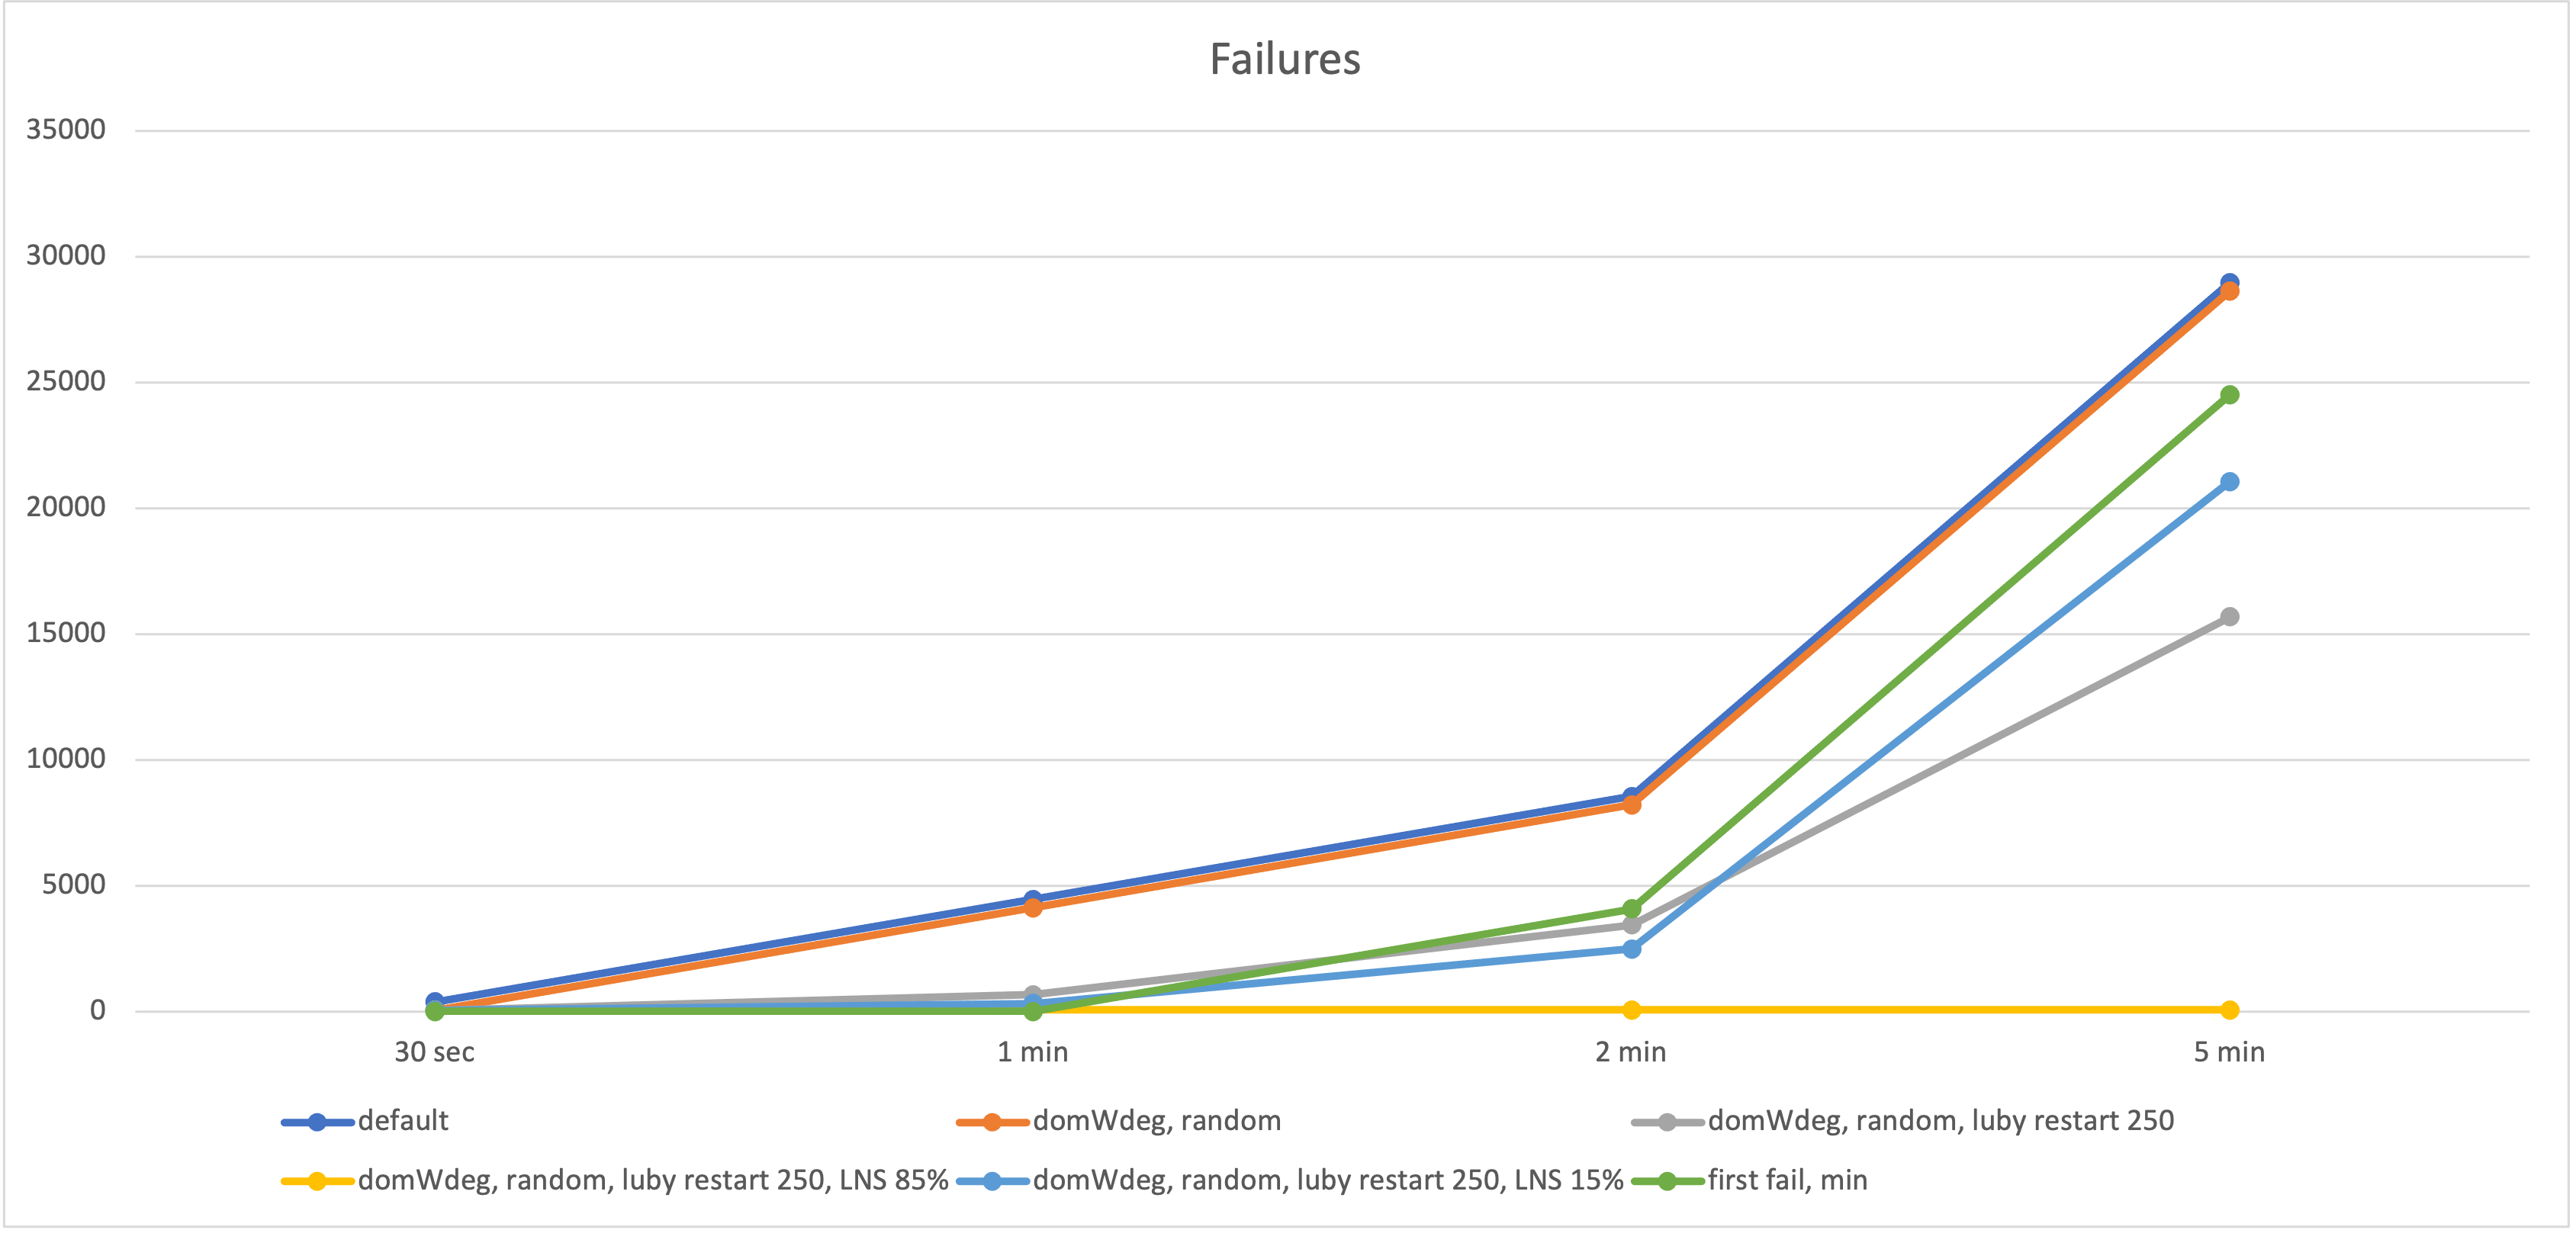 Failures
35000
30000
25000
20000
15000
10000
5000
0
30 sec 1 min 2 min 5 min
default domWdeg, random domWdeg, random, luby restart 250
domWdeg, random, luby restart 250, LNS 85% domWdeg, random, luby restart 250, LNS 15% first fail, min